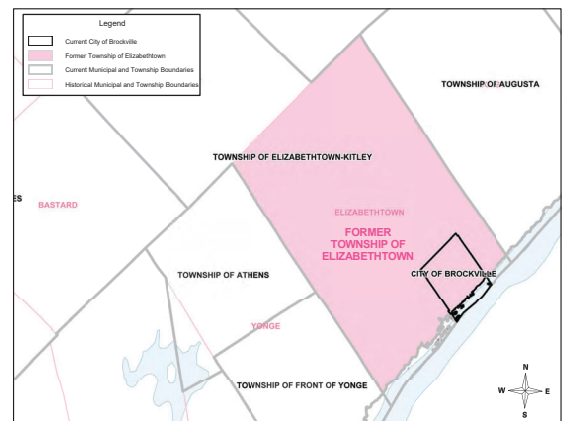 Legend
Current City of Brockville
Former Township of Elizabethtown
Current Municipal and Township Boundaries
Historical Municipal and Township Boundaries
TOWNSHIP OF AUGUSTA
TOWNSHIP OF ELIZABETHTOWN-KITLEY
ES
BASTARD
ELIZABETHTOWN
FORMER
TOWNSHIP OF
ELIZABETHTOWN
TOWNSHIP OF ATHENS
CITY OF BROCKVILLE
YONGE
TOWNSHIP OF FRONT OF YONGE
N
W
E
S